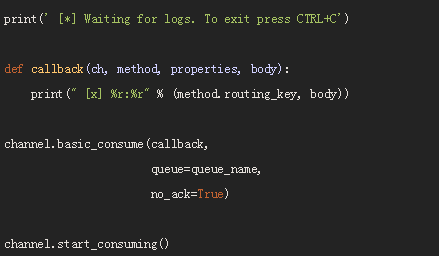 print(' [*] Waiting for logs. To exit press CTRL+C')
def callback(ch, method, properties, body):
    print(" [x] %r:%r" % (method.routing_key, body))
channel.basic_consume(callback,
                      queue=queue_name,
                      no_ack=True)
channel.start_consuming()